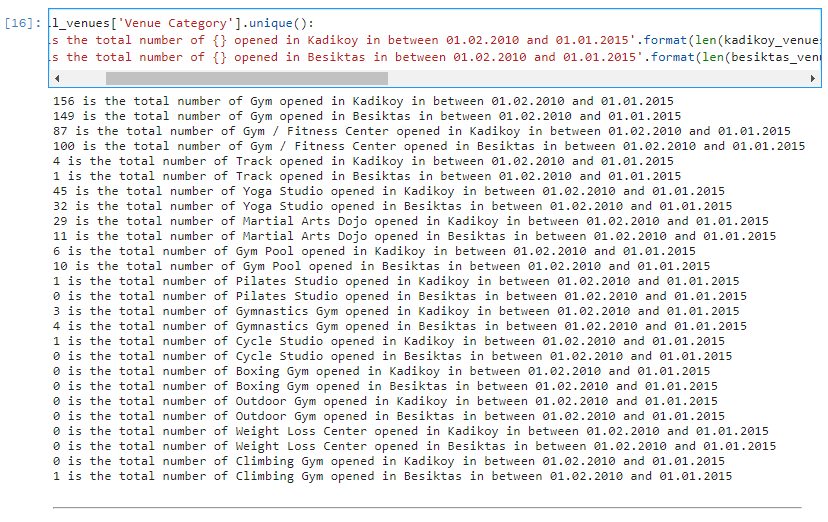 [16]:
l_venues['Venue Category'].unique():
is the total number of {} opened in Kadikoy in between 01.02.2010 and 01.01.2015'.format(len(kadikoy_venues
is the total number of {} opened in Besiktas in between 01.02.2010 and 01.01.2015'.format(len(besiktas_venu
156 is the total number of Gym opened in Kadikoy in between 01.02.2010 and 01.01.2015
149 is the total number of Gym opened in Besiktas in between 01.02.2010 and 01.01.2015
87 is the total number of Gym / Fitness Center opened in Kadikoy in between 01.02.2010 and 01.01.2015
100 is the total number of Gym / Fitness Center opened in Besiktas in between 01.02.2010 and 01.01.2015
4 is the total number of Track opened in Kadikoy in between 01.02.2010 and 01.01.2015
1 is the total number of Track opened in Besiktas in between 01.02.2010 and 01.01.2015
45 is the total number of Yoga Studio opened in Kadikoy in between 01.02.2010 and 01.01.2015
32 is the total number of Yoga Studio opened in Besiktas in between 01.02.2010 and 01.01.2015
29 is the total number of Martial Arts Dojo opened in Kadikoy in between 01.02.2010 and 01.01.2015
11 is the total number of Martial Arts Dojo opened in Besiktas in between 01.02.2010 and 01.01.2015
6 is the total number of Gym Pool opened in Kadikoy in between 01.02.2010 and 01.01.2015
10 is the total number of Gym Pool opened in Besiktas in between 01.02.2010 and 01.01.2015
1 is the total number of Pilates Studio opened in Kadikoy in between 01.02.2010 and 01.01.2015
0 is the total number of Pilates Studio opened in Besiktas in between 01.02.2010 and 01.01.2015
3 is the total number of Gymnastics Gym opened in Kadikoy in between 01.02.2010 and 01.01.2015
4 is the total number of Gymnastics Gym opened in Besiktas in between 01.02.2010 and 01.01.2015
1 is the total number of Cycle Studio opened in Kadikoy in between 01.02.2010 and 01.01.2015
0 is the total number of Cycle Studio opened in Besiktas in between 01.02.2010 and 01.01.2015
0 is the total number of Boxing Gym opened in Kadikoy in between 01.02.2010 and 01.01.2015
0 is the total number of Boxing Gym opened in Besiktas in between 01.02.2010 and 01.01.2015
0 is the total number of Outdoor Gym opened in Kadikoy in between 01.02.2010 and 01.01.2015
0 is the total number of Outdoor Gym opened in Besiktas in between 01.02.2010 and 01.01.2015
0 is the total number of Weight Loss Center opened in Kadikoy in between 01.02.2010 and 01.01.2015
0 is the total number of Weight Loss Center opened in Besiktas in between 01.02.2010 and 01.01.2015
0 is the total number of Climbing Gym opened in Kadikoy in between 01.02.2010 and 01.01.2015
1 is the total number of Climbing Gym opened in Besiktas in between 01.02.2010 and 01.01.2015